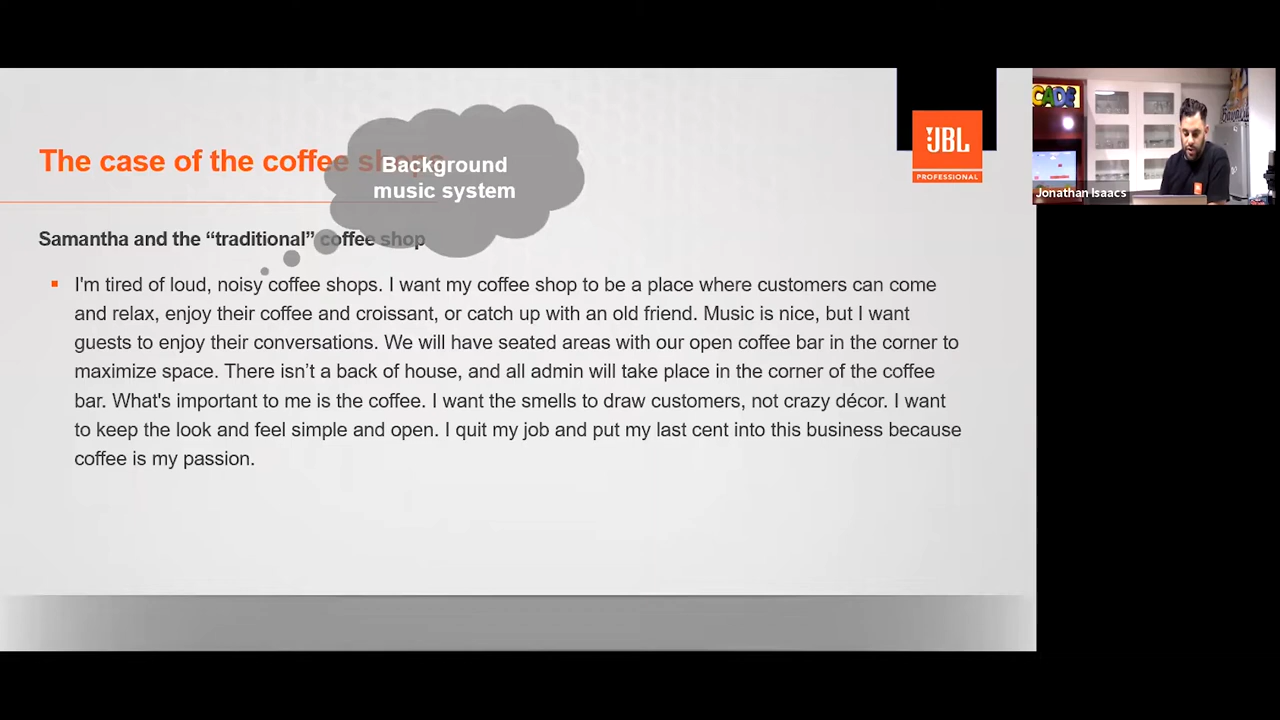 The case of the coffee shops
Background
music system
JBL
PROFESSIONAL
CADE
Jonathan Isaacs
Samantha and the “traditional” coffee shop
I'm tired of loud, noisy coffee shops. I want my coffee shop to be a place where customers can come
and relax, enjoy their coffee and croissant, or catch up with an old friend. Music is nice, but I want
guests to enjoy their conversations. We will have seated areas with our open coffee bar in the corner to
maximize space. There isn’t a back of house, and all admin will take place in the corner of the coffee
bar. What's important to me is the coffee. I want the smells to draw customers, not crazy décor. I want
to keep the look and feel simple and open. I quit my job and put my last cent into this business because
coffee is my passion.